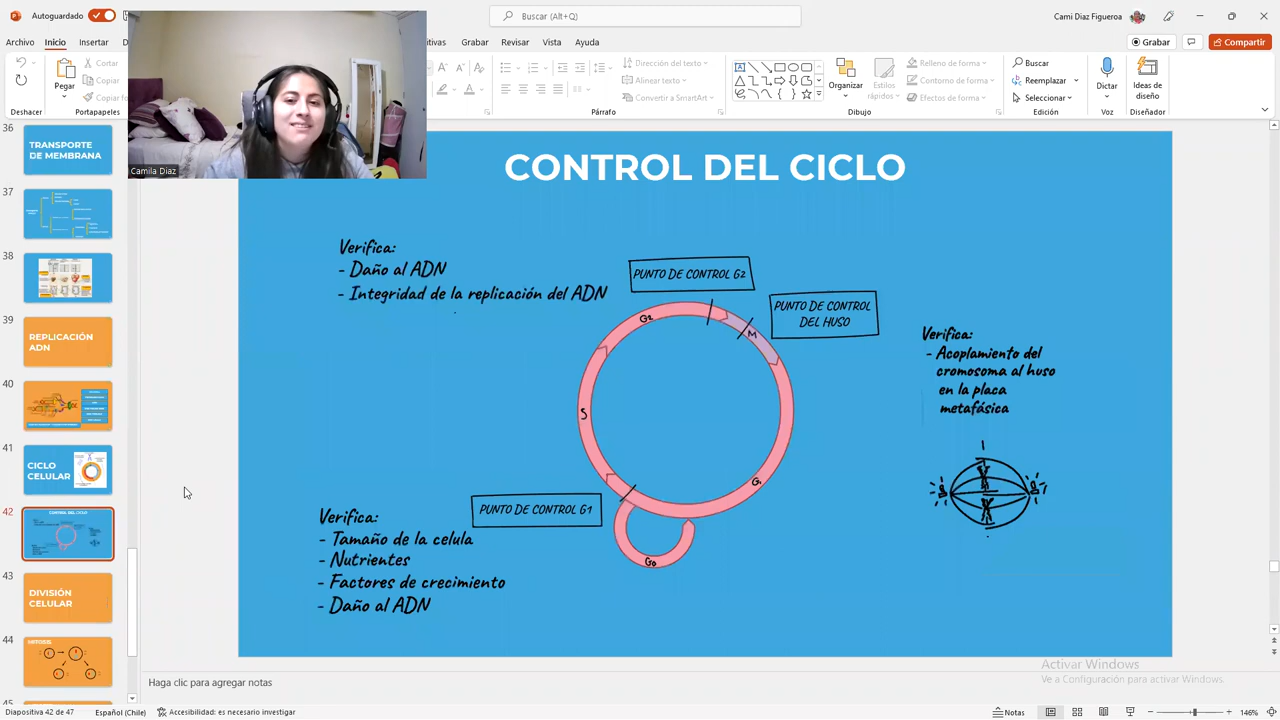 Autoguardado
Buscar (Alt+Q)
Cami Diaz Figueroa
Archivo
Inicio
Insertar
Grabar
Revisar
Vista
Ayuda
Grabar
Compartir
Deshacer
Pegar
Cortar
Copiar
Portapapeles
Dirección del texto
Alinear texto
Convertir a SmartArt
Párrafo
Organizar
Estilos
rápidos
Relleno de forma
Contorno de forma
Efectos de forma
Dibujo
Buscar
Reemplazar
Seleccionar
Edición
Dictar
Voz
Ideas de
diseño
Diseñador
Camila Diaz
36
TRANSPORTE
DE MEMBRANA
37
38
39
REPLICACIÓN
ADN
40
41
CICLO
CELULAR
42
43
DIVISIÓN
CELULAR
44
MITOSIS
45
CONTROL DEL CICLO
Verifica:
- Daño al ADN
- Integridad de la replicación del ADN
PUNTO DE CONTROL G2
PUNTO DE CONTROL
DEL HUSO
G2
M
S
G1
G0
Verifica:
- Acoplamiento del
cromosoma al huso
en la placa
metafásica
PUNTO DE CONTROL G1
Verifica:
- Tamaño de la celula
- Nutrientes
- Factores de crecimiento
- Daño al ADN
Activar Windows
Ve a Configuración para activar Windows.
Haga clic para agregar notas
Diapositiva 42 de 47
Español (Chile)
Accesibilidad: es necesario investigar
Notas
146%